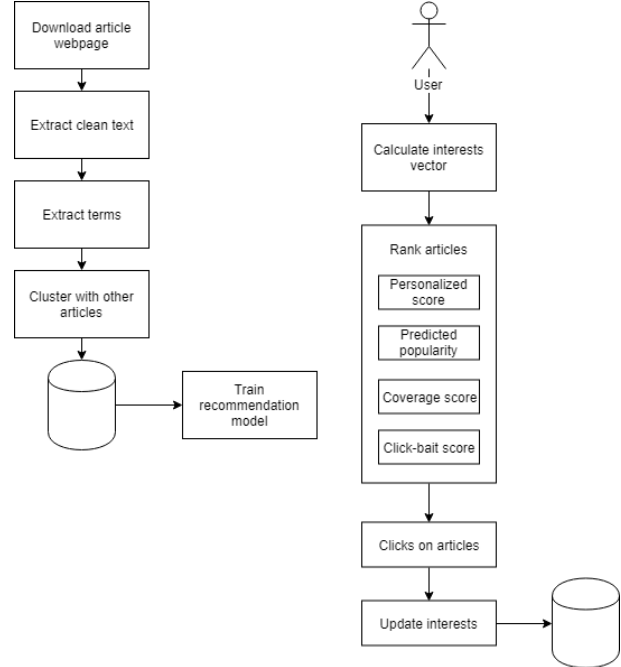 Download article
webpage
Extract clean text
Extract terms
Cluster with other
articles
Train
recommendation
model
User
Calculate interests
vector
Rank articles
Personalized
score
Predicted
popularity
Coverage score
Click-bait score
Clicks on articles
Update interests